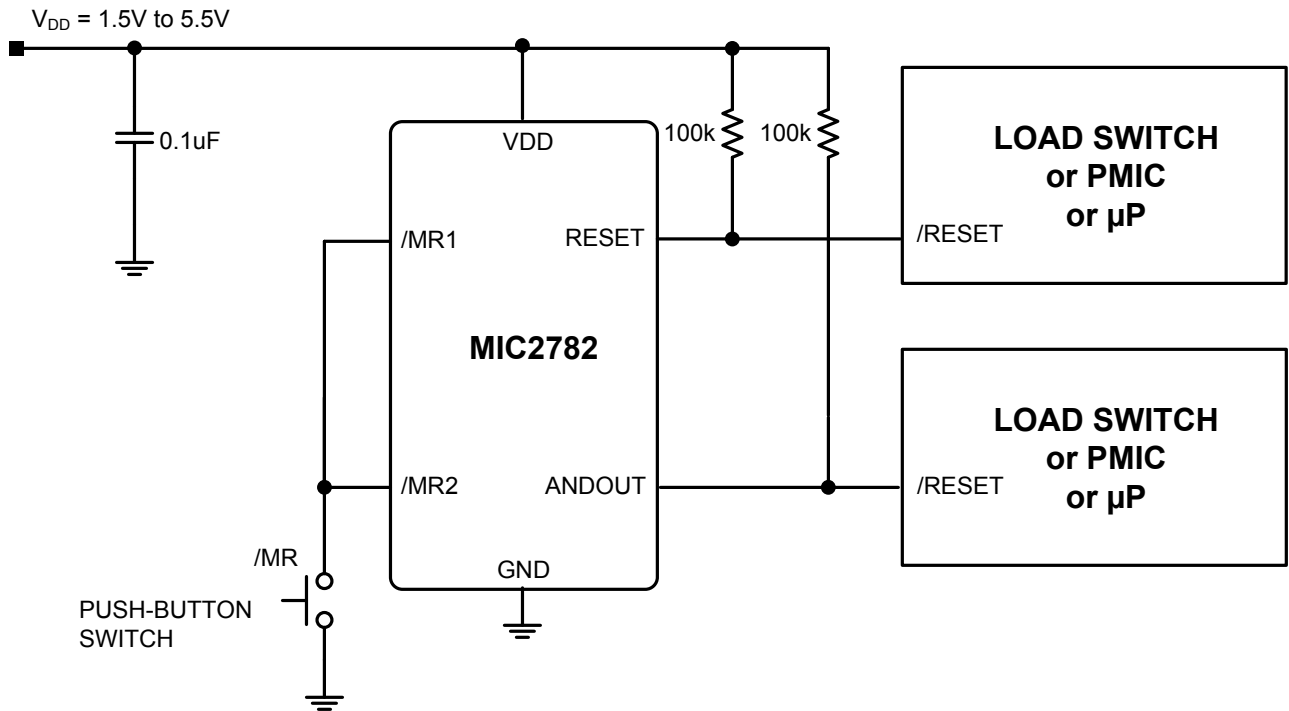 V_DD = 1.5V to 5.5V
0.1uF
VDD
100k
100k
LOAD SWITCH
or PMIC
or µP
/MR1
RESET
/RESET
MIC2782
LOAD SWITCH
or PMIC
or µP
/MR2
ANDOUT
/RESET
/MR
GND
PUSH-BUTTON
SWITCH